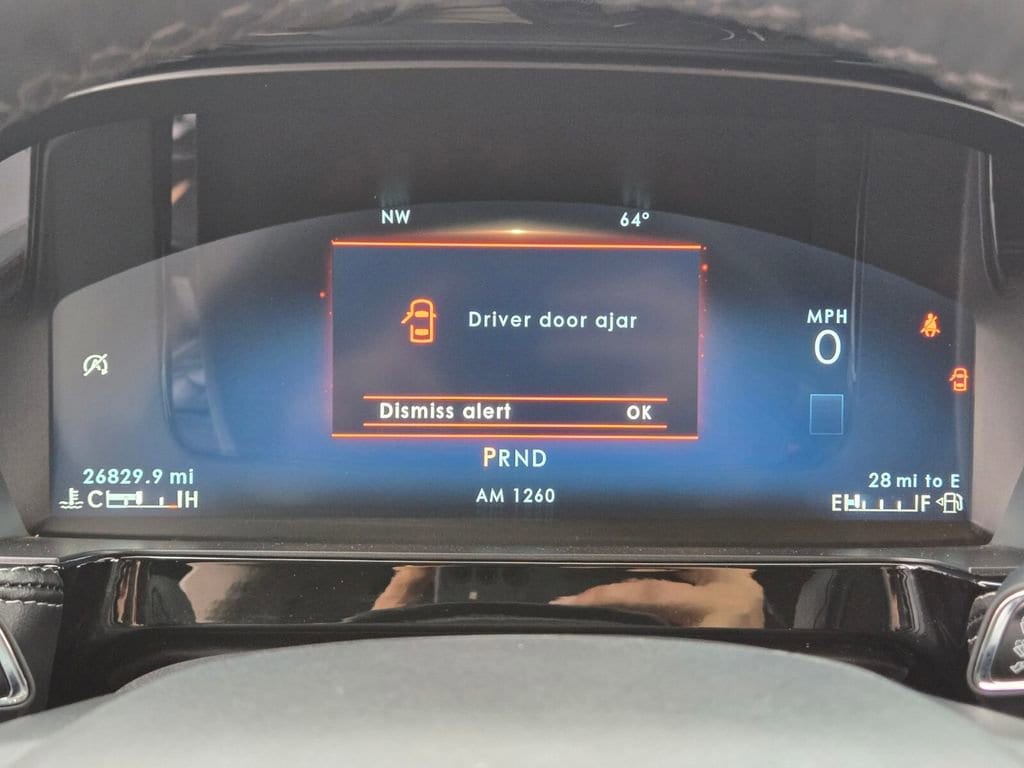 NW 64°
Driver door ajar
MPH
0
Dismiss alert OK
PRND
26829.9 mi 28 mi to E
C H E F
AM 1260